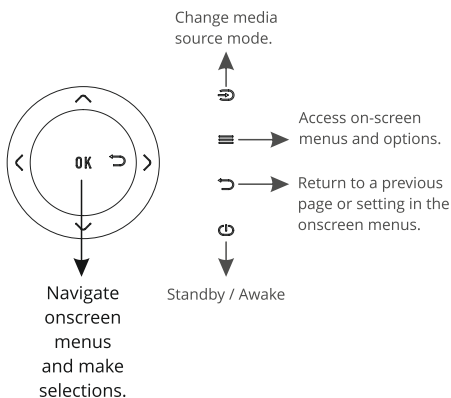 Change media
source mode.
Access on-screen
menus and options.
OK
Return to a previous
page or setting in the
onscreen menus.
Navigate
onscreen
menus
and make
selections.
Standby / Awake